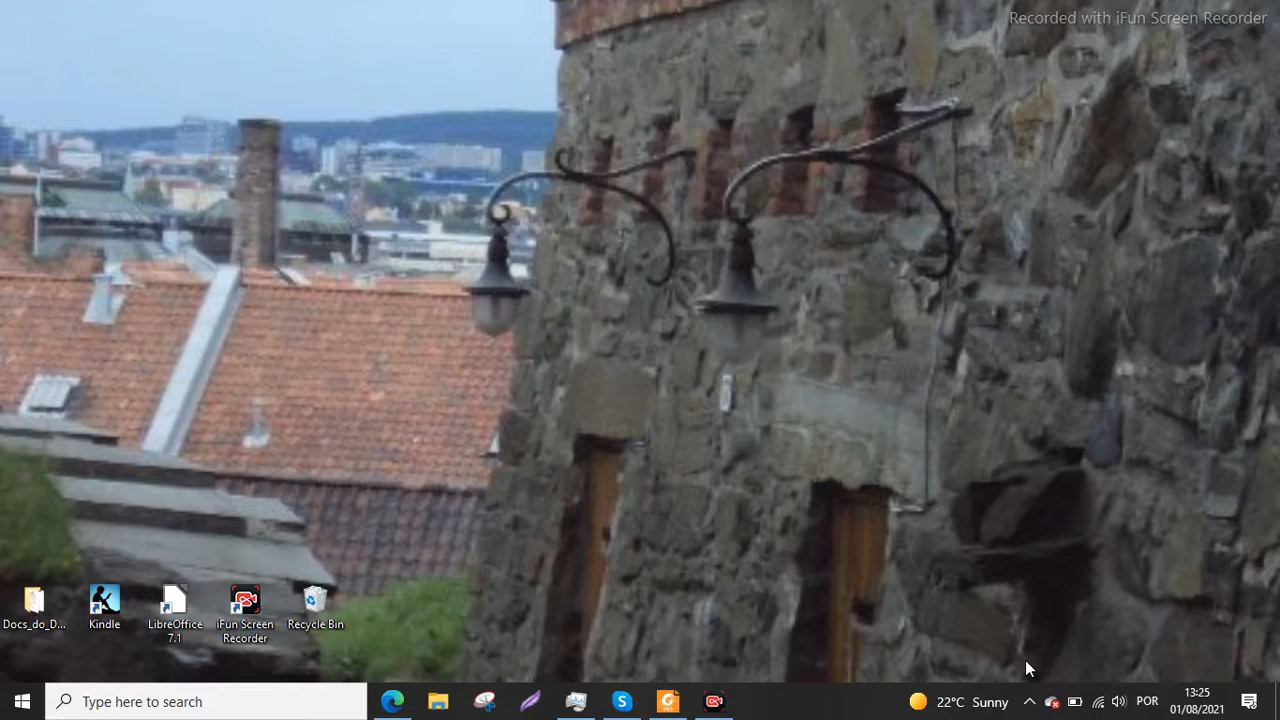 Recorded with iFun Screen Recorder
Docs_do_D...
Kindle
LibreOffice
7.1
iFun Screen
Recorder
Recycle Bin
Type here to search
22°C Sunny
POR
13:25
01/08/2021